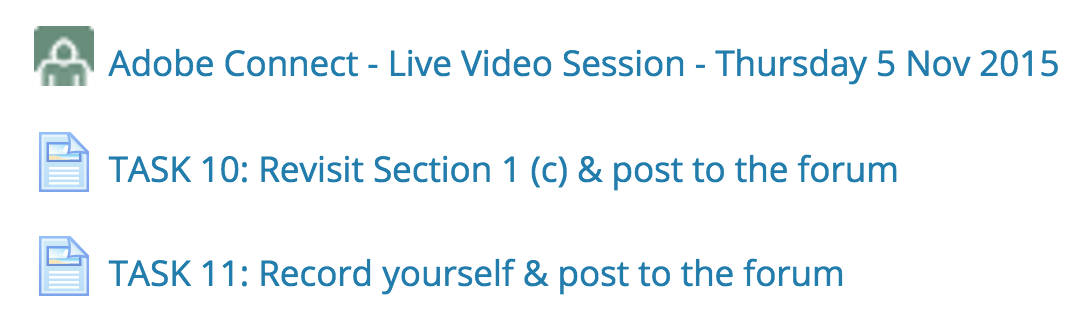 Adobe Connect - Live Video Session - Thursday 5 Nov 2015
TASK 10: Revisit Section 1 (c) & post to the forum
TASK 11: Record yourself & post to the forum